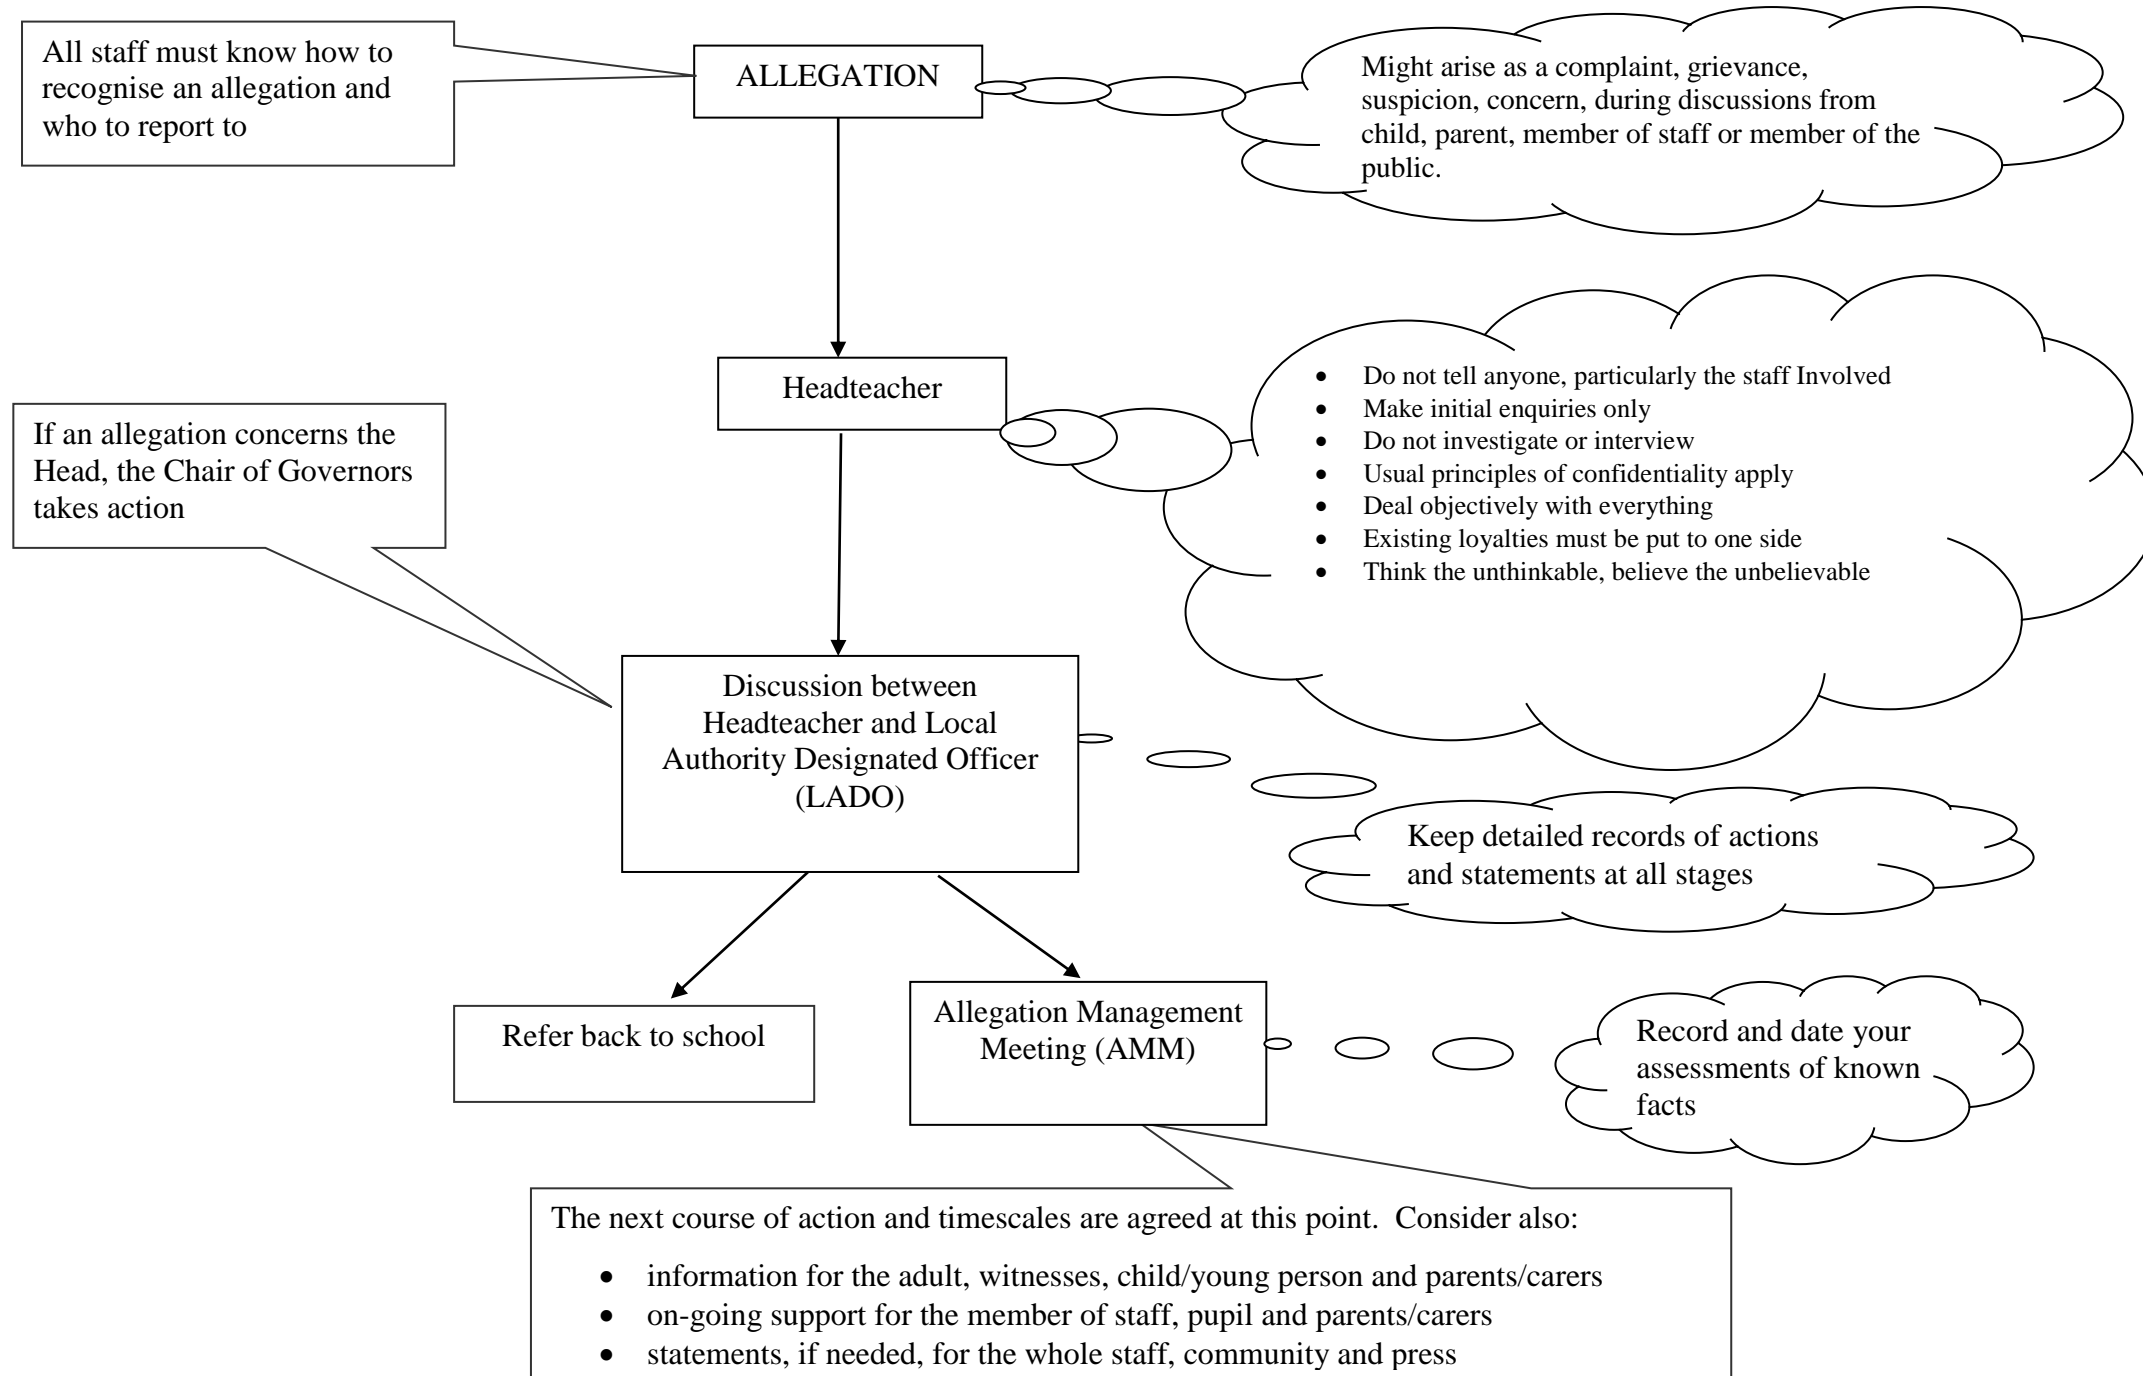 All staff must know how to
recognise an allegation and
who to report to
ALLEGATION
Might arise as a complaint, grievance,
suspicion, concern, during discussions from
child, parent, member of staff or member of the
public.
Headteacher
• Do not tell anyone, particularly the staff Involved
• Make initial enquiries only
• Do not investigate or interview
• Usual principles of confidentiality apply
• Deal objectively with everything
• Existing loyalties must be put to one side
• Think the unthinkable, believe the unbelievable
If an allegation concerns the
Head, the Chair of Governors
takes action
Discussion between
Headteacher and Local
Authority Designated Officer
(LADO)
Keep detailed records of actions
and statements at all stages
Refer back to school
Allegation Management
Meeting (AMM)
Record and date your
assessments of known
facts
The next course of action and timescales are agreed at this point.  Consider also:
• information for the adult, witnesses, child/young person and parents/carers
• on-going support for the member of staff, pupil and parents/carers
• statements, if needed, for the whole staff, community and press